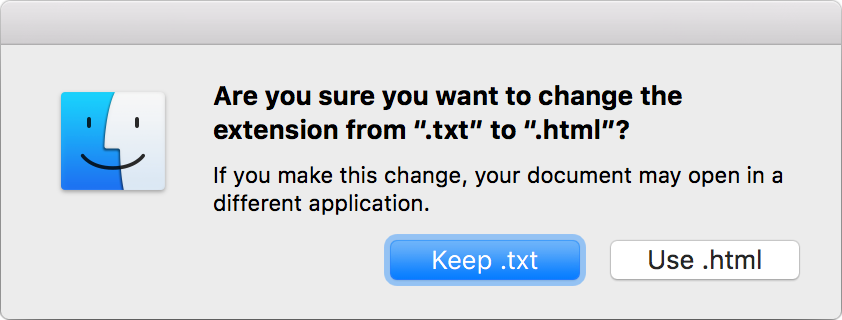 Are you sure you want to change the
extension from “.txt” to “.html”?
If you make this change, your document may open in a
different application.
Keep .txt
Use .html